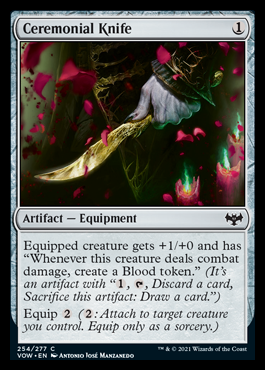 Ceremonial Knife 1
Artifact — Equipment
Equipped creature gets +1/+0 and has
“Whenever this creature deals combat
damage, create a Blood token.” (It’s
an artifact with “1, T, Discard a card,
Sacrifice this artifact: Draw a card.”)
Equip 2 (2: Attach to target creature
you control. Equip only as a sorcery.)
254/277 C
VOW • EN Antonio José Manzanedo
™ & © 2021 Wizards of the Coast